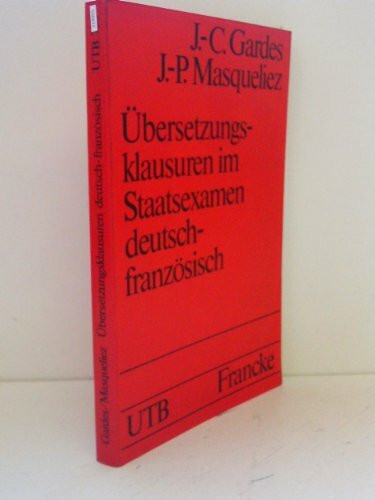 J.-C. Gardes
J.-P. Masqueliez
Übersetzungs-
klausuren im
Staatsexamen
deutsch-
französisch
Francke
UTB
Gardes/Masqueliez Übersetzungsklausuren deutsch-französisch UTB